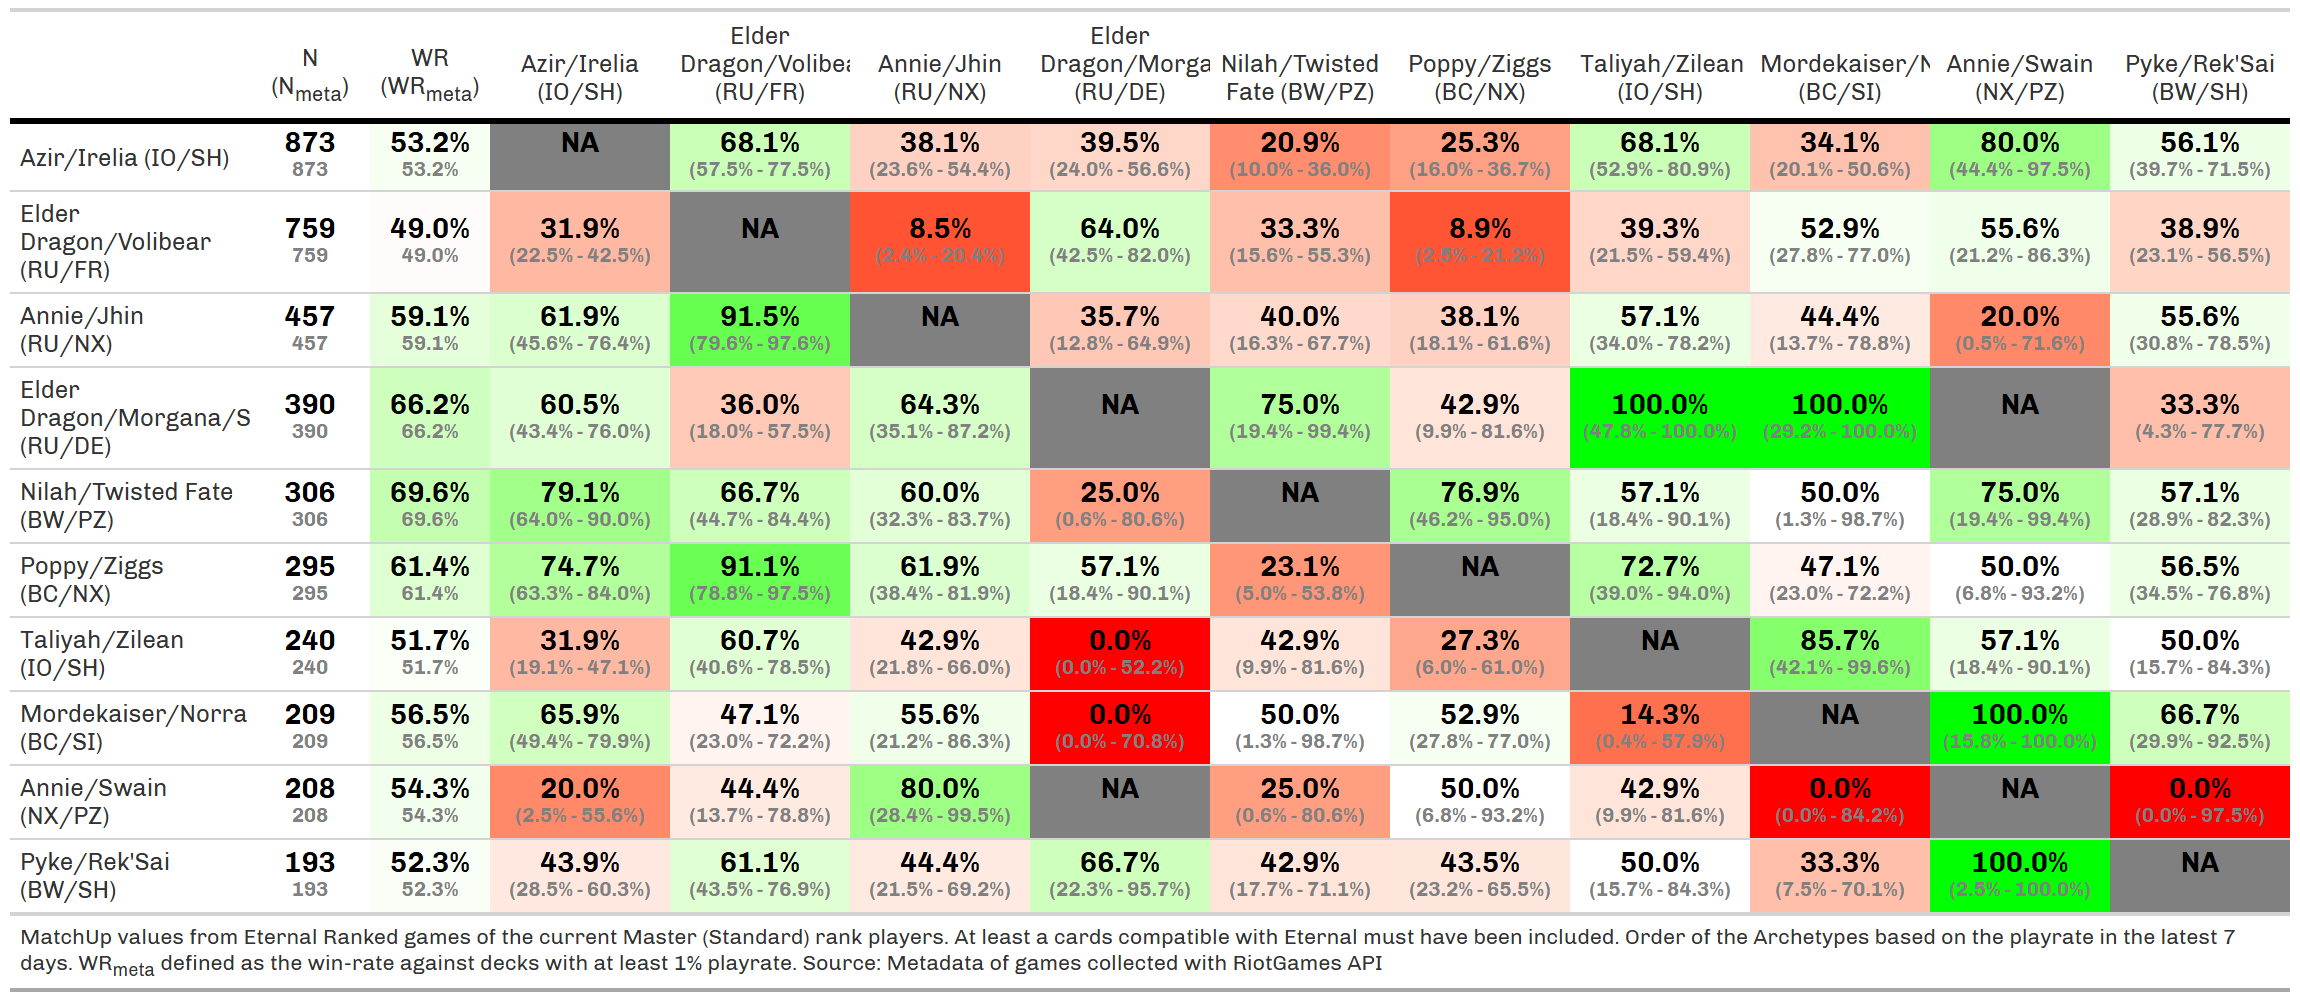 N (Nmeta) WR (WRmeta) Azir/Irelia (IO/SH) Elder Dragon/Volibea (RU/FR) Annie/Jhin (RU/NX) Elder Dragon/Morga (RU/DE) Nilah/Twisted Fate (BW/PZ) Poppy/Ziggs (BC/NX) Taliyah/Zilean (IO/SH) Mordekaiser/N (BC/SI) Annie/Swain (NX/PZ) Pyke/Rek'Sai (BW/SH)
Azir/Irelia (IO/SH) 873 53.2% NA 68.1% 38.1% 39.5% 20.9% 25.3% 68.1% 34.1% 80.0% 56.1%
873 53.2% (57.5% - 77.5%) (23.6% - 54.4%) (24.0% - 56.6%) (10.0% - 36.0%) (16.0% - 36.7%) (52.9% - 80.9%) (20.1% - 50.6%) (44.4% - 97.5%) (39.7% - 71.5%)
Elder
Dragon/Volibear 759 49.0% 31.9% NA 8.5% 64.0% 33.3% 8.9% 39.3% 52.9% 55.6% 38.9%
(RU/FR) 759 49.0% (22.5% - 42.5%) (2.4% - 20.4%) (42.5% - 82.0%) (15.6% - 55.3%) (2.5% - 21.2%) (21.5% - 59.4%) (27.8% - 77.0%) (21.2% - 86.3%) (23.1% - 56.5%)
Annie/Jhin 457 59.1% 61.9% 91.5% NA 35.7% 40.0% 38.1% 57.1% 44.4% 20.0% 55.6%
(RU/NX) 457 59.1% (45.6% - 76.4%) (79.6% - 97.6%) (12.8% - 64.9%) (16.3% - 67.7%) (18.1% - 61.6%) (34.0% - 78.2%) (13.7% - 78.8%) (0.5% - 71.6%) (30.8% - 78.5%)
Elder
Dragon/Morgana/S 390 66.2% 60.5% 36.0% 64.3% NA 75.0% 42.9% 100.0% 100.0% NA 33.3%
(RU/DE) 390 66.2% (43.4% - 76.0%) (18.0% - 57.5%) (35.1% - 87.2%) (19.4% - 99.4%) (9.9% - 81.6%) (47.8% - 100.0%) (29.2% - 100.0%) (4.3% - 77.7%)
Nilah/Twisted Fate 306 69.6% 79.1% 66.7% 60.0% 25.0% NA 76.9% 57.1% 50.0% 75.0% 57.1%
(BW/PZ) 306 69.6% (64.0% - 90.0%) (44.7% - 84.4%) (32.3% - 83.7%) (0.6% - 80.6%) (46.2% - 95.0%) (18.4% - 90.1%) (1.3% - 98.7%) (19.4% - 99.4%) (28.9% - 82.3%)
Poppy/Ziggs 295 61.4% 74.7% 91.1% 61.9% 57.1% 23.1% NA 72.7% 47.1% 50.0% 56.5%
(BC/NX) 295 61.4% (63.3% - 84.0%) (78.8% - 97.5%) (38.4% - 81.9%) (18.4% - 90.1%) (5.0% - 53.8%) (39.0% - 94.0%) (23.0% - 72.2%) (6.8% - 93.2%) (34.5% - 76.8%)
Taliyah/Zilean 240 51.7% 31.9% 60.7% 42.9% 0.0% 42.9% 27.3% NA 85.7% 57.1% 50.0%
(IO/SH) 240 51.7% (19.1% - 47.1%) (40.6% - 78.5%) (21.8% - 66.0%) (0.0% - 52.2%) (9.9% - 81.6%) (6.0% - 61.0%) (42.1% - 99.6%) (18.4% - 90.1%) (15.7% - 84.3%)
Mordekaiser/Norra 209 56.5% 65.9% 47.1% 55.6% 0.0% 50.0% 52.9% 14.3% NA 100.0% 66.7%
(BC/SI) 209 56.5% (49.4% - 79.9%) (23.0% - 72.2%) (21.2% - 86.3%) (0.0% - 70.8%) (1.3% - 98.7%) (27.8% - 77.0%) (0.4% - 57.9%) (15.8% - 100.0%) (29.9% - 92.5%)
Annie/Swain 208 54.3% 20.0% 44.4% 80.0% NA 25.0% 50.0% 42.9% 0.0% NA 0.0%
(NX/PZ) 208 54.3% (2.5% - 55.6%) (13.7% - 78.8%) (28.4% - 99.5%) (0.6% - 80.6%) (6.8% - 93.2%) (9.9% - 81.6%) (0.0% - 84.2%) (0.0% - 97.5%)
Pyke/Rek'Sai 193 52.3% 43.9% 61.1% 44.4% 66.7% 42.9% 43.5% 50.0% 33.3% 100.0% NA
(BW/SH) 193 52.3% (28.5% - 60.3%) (43.5% - 76.9%) (21.5% - 69.2%) (22.3% - 95.7%) (17.7% - 71.1%) (23.2% - 65.5%) (15.7% - 84.3%) (7.5% - 70.1%) (2.5% - 100.0%)
MatchUp values from Eternal Ranked games of the current Master (Standard) rank players. At least a cards compatible with Eternal must have been included. Order of the Archetypes based on the playrate in the latest 7
days. WRmeta defined as the win-rate against decks with at least 1% playrate. Source: Metadata of games collected with RiotGames API